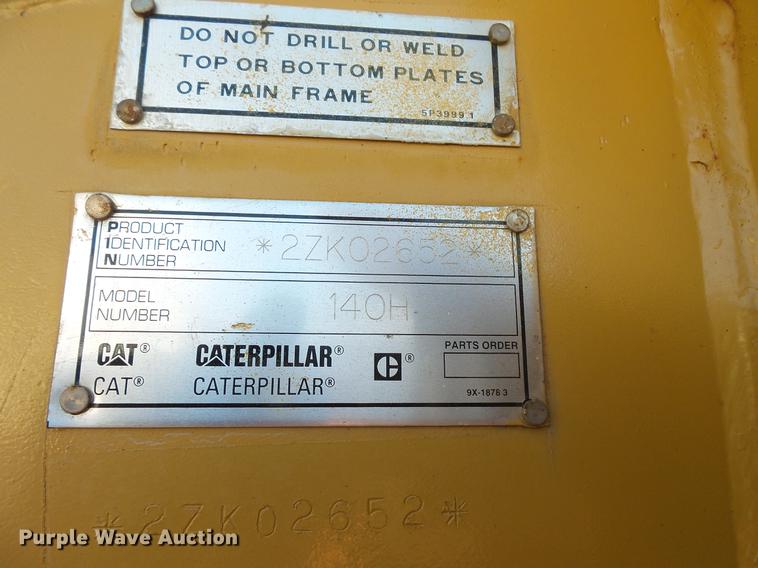 DO NOT DRILL OR WELD
TOP OR BOTTOM PLATES
OF MAIN FRAME
5P3999 1
PRODUCT
IDENTIFICATION
NUMBER
*2ZK02652*
MODEL
NUMBER
140H
CAT® CATERPILLAR® C® PARTS ORDER
CAT® CATERPILLAR®
9X-1876 3
*2ZK02652*
Purple Wave Auction